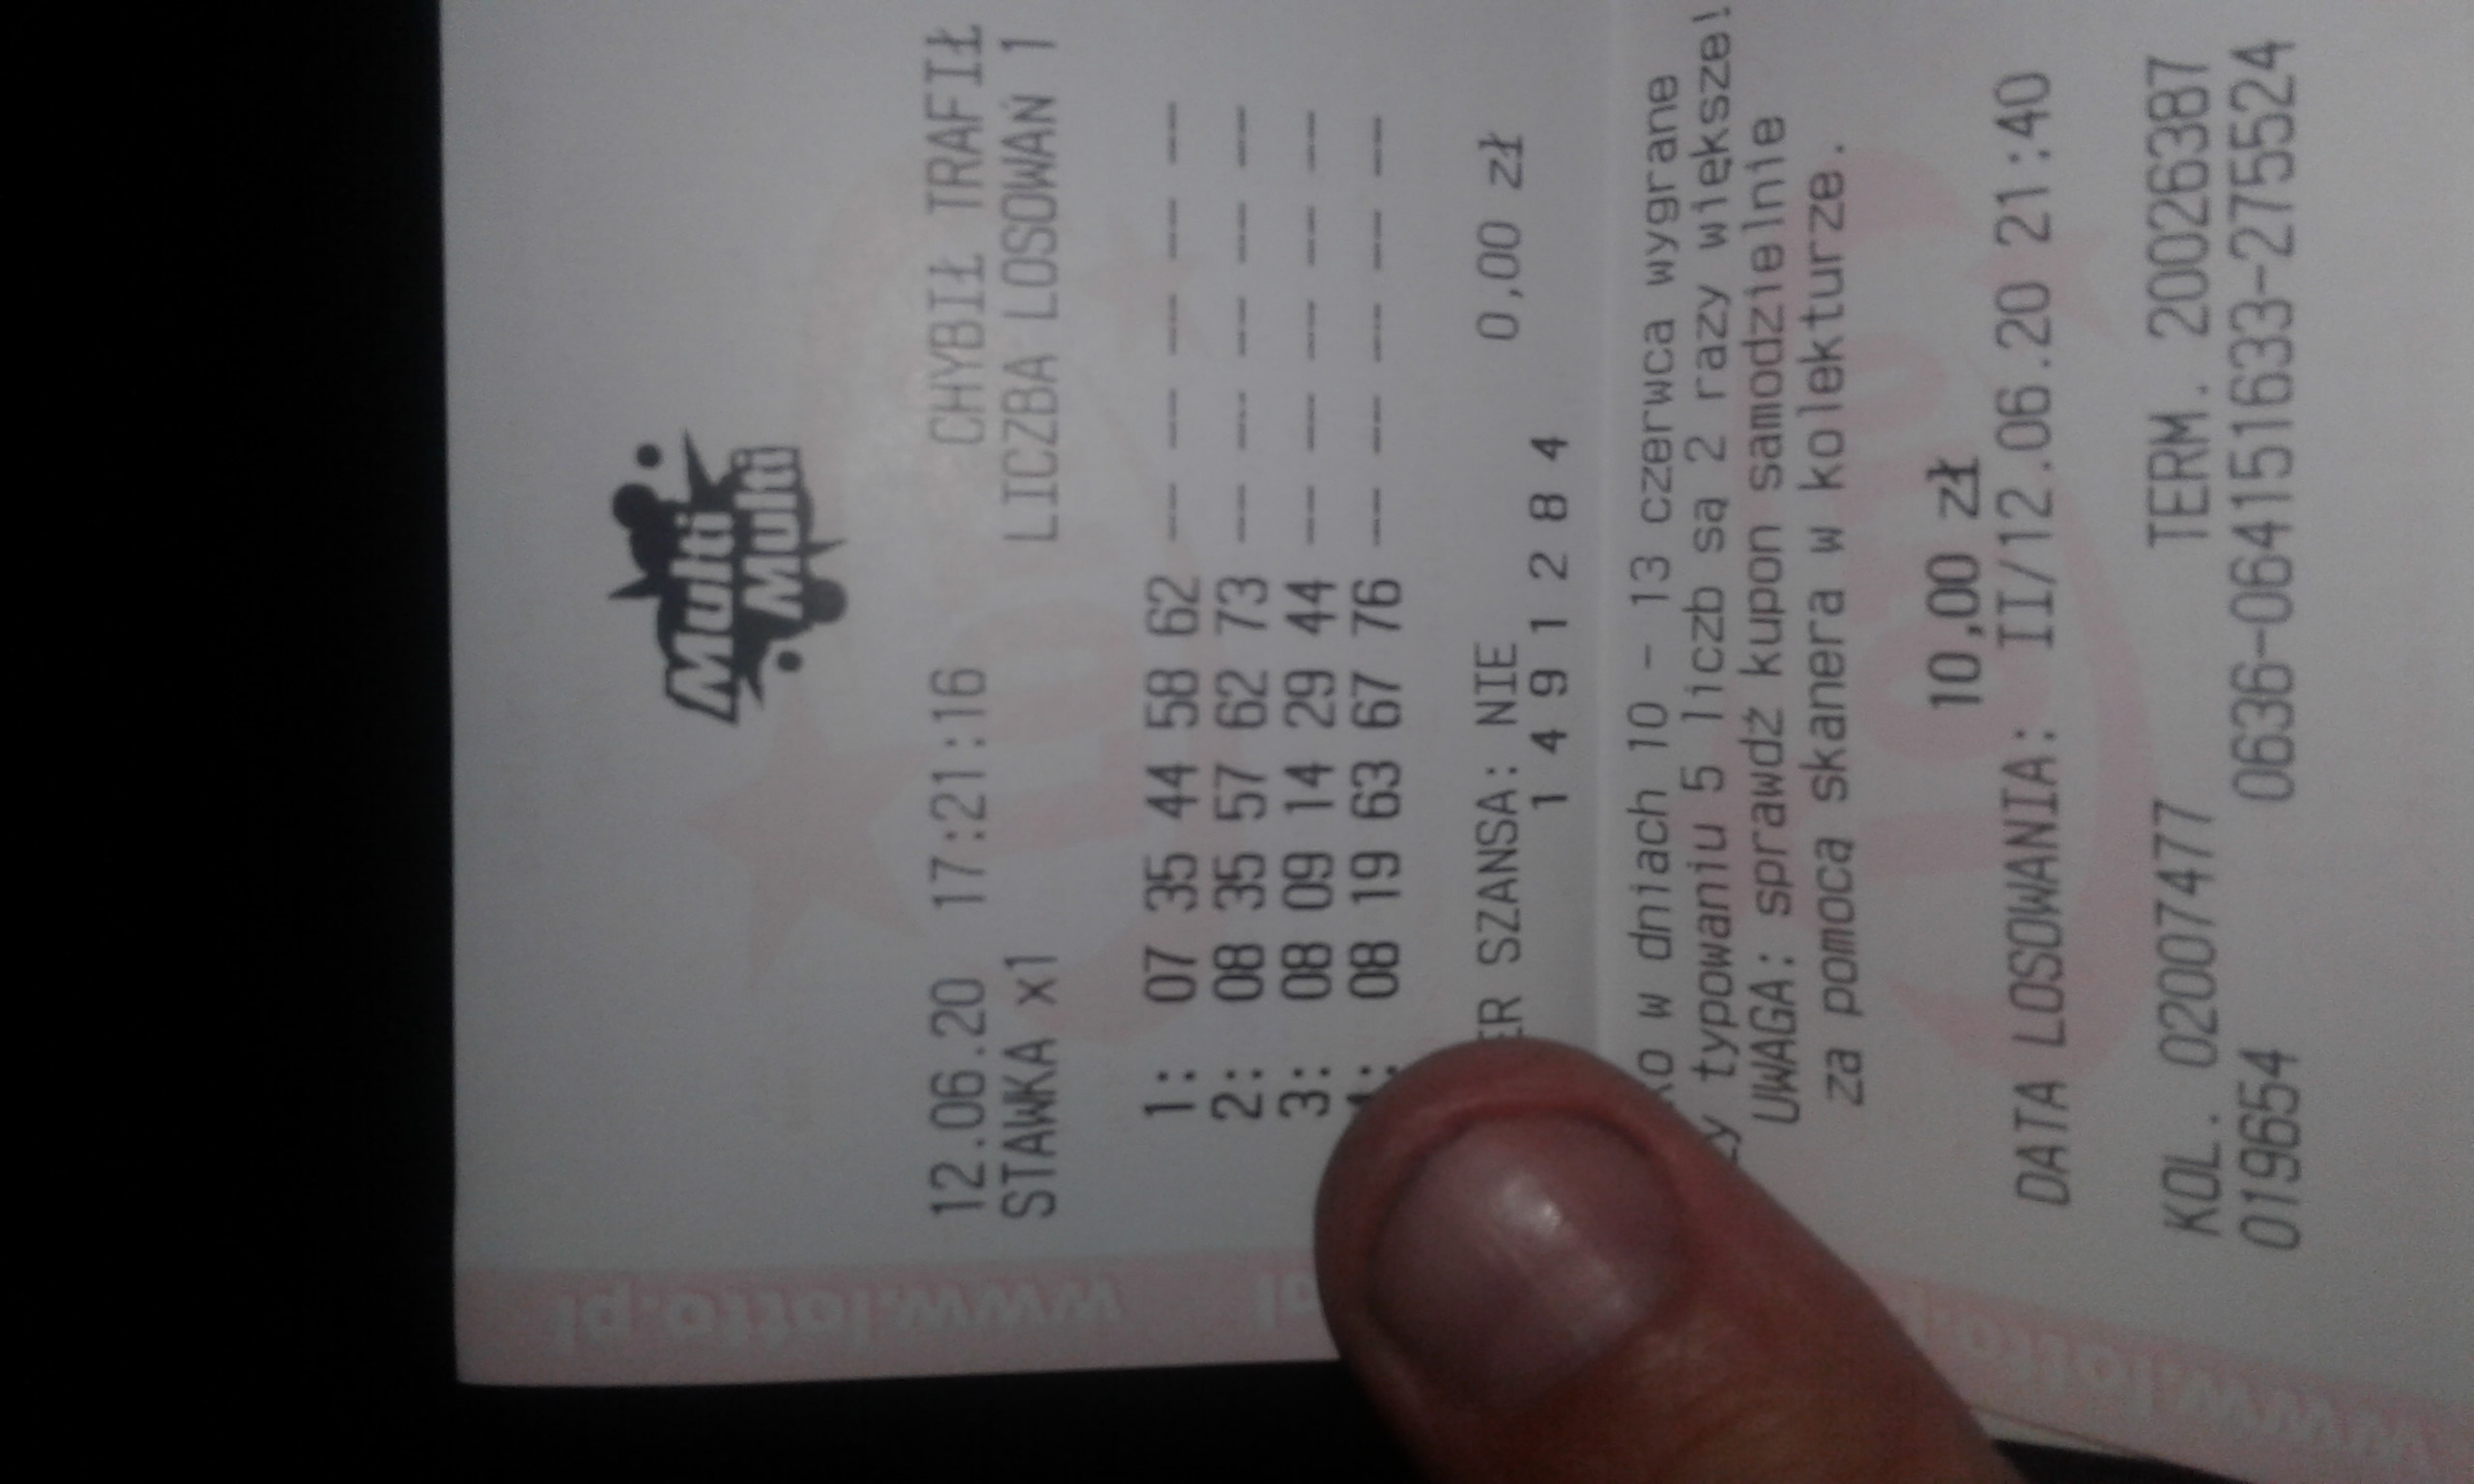 Multi
Multi
12.06.20 17:21:16 CHYBIŁ TRAFIŁ
STAWKA x1 LICZBA LOSOWAŃ 1
1: 07 35 44 58 62 -- -- -- -- --
2: 08 35 57 62 73 -- -- -- -- --
3: 08 09 14 29 44 -- -- -- -- --
08 19 63 67 76 -- -- -- -- --
SZANSA: NIE 0,00 zł
1 4 9 1 2 8 4
w dniach 10 - 13 czerwca wygrane
typowaniu 5 liczb są 2 razy większe!
UWAGA: sprawdź kupon samodzielnie
za pomocą skanera w kolekturze.
10,00 zł
DATA LOSOWANIA: II/12.06.20 21:40
KOL. 02007477 TERM. 20026387
019654 0636-064151633-275524
www.lotto.pl
www.lotto.pl